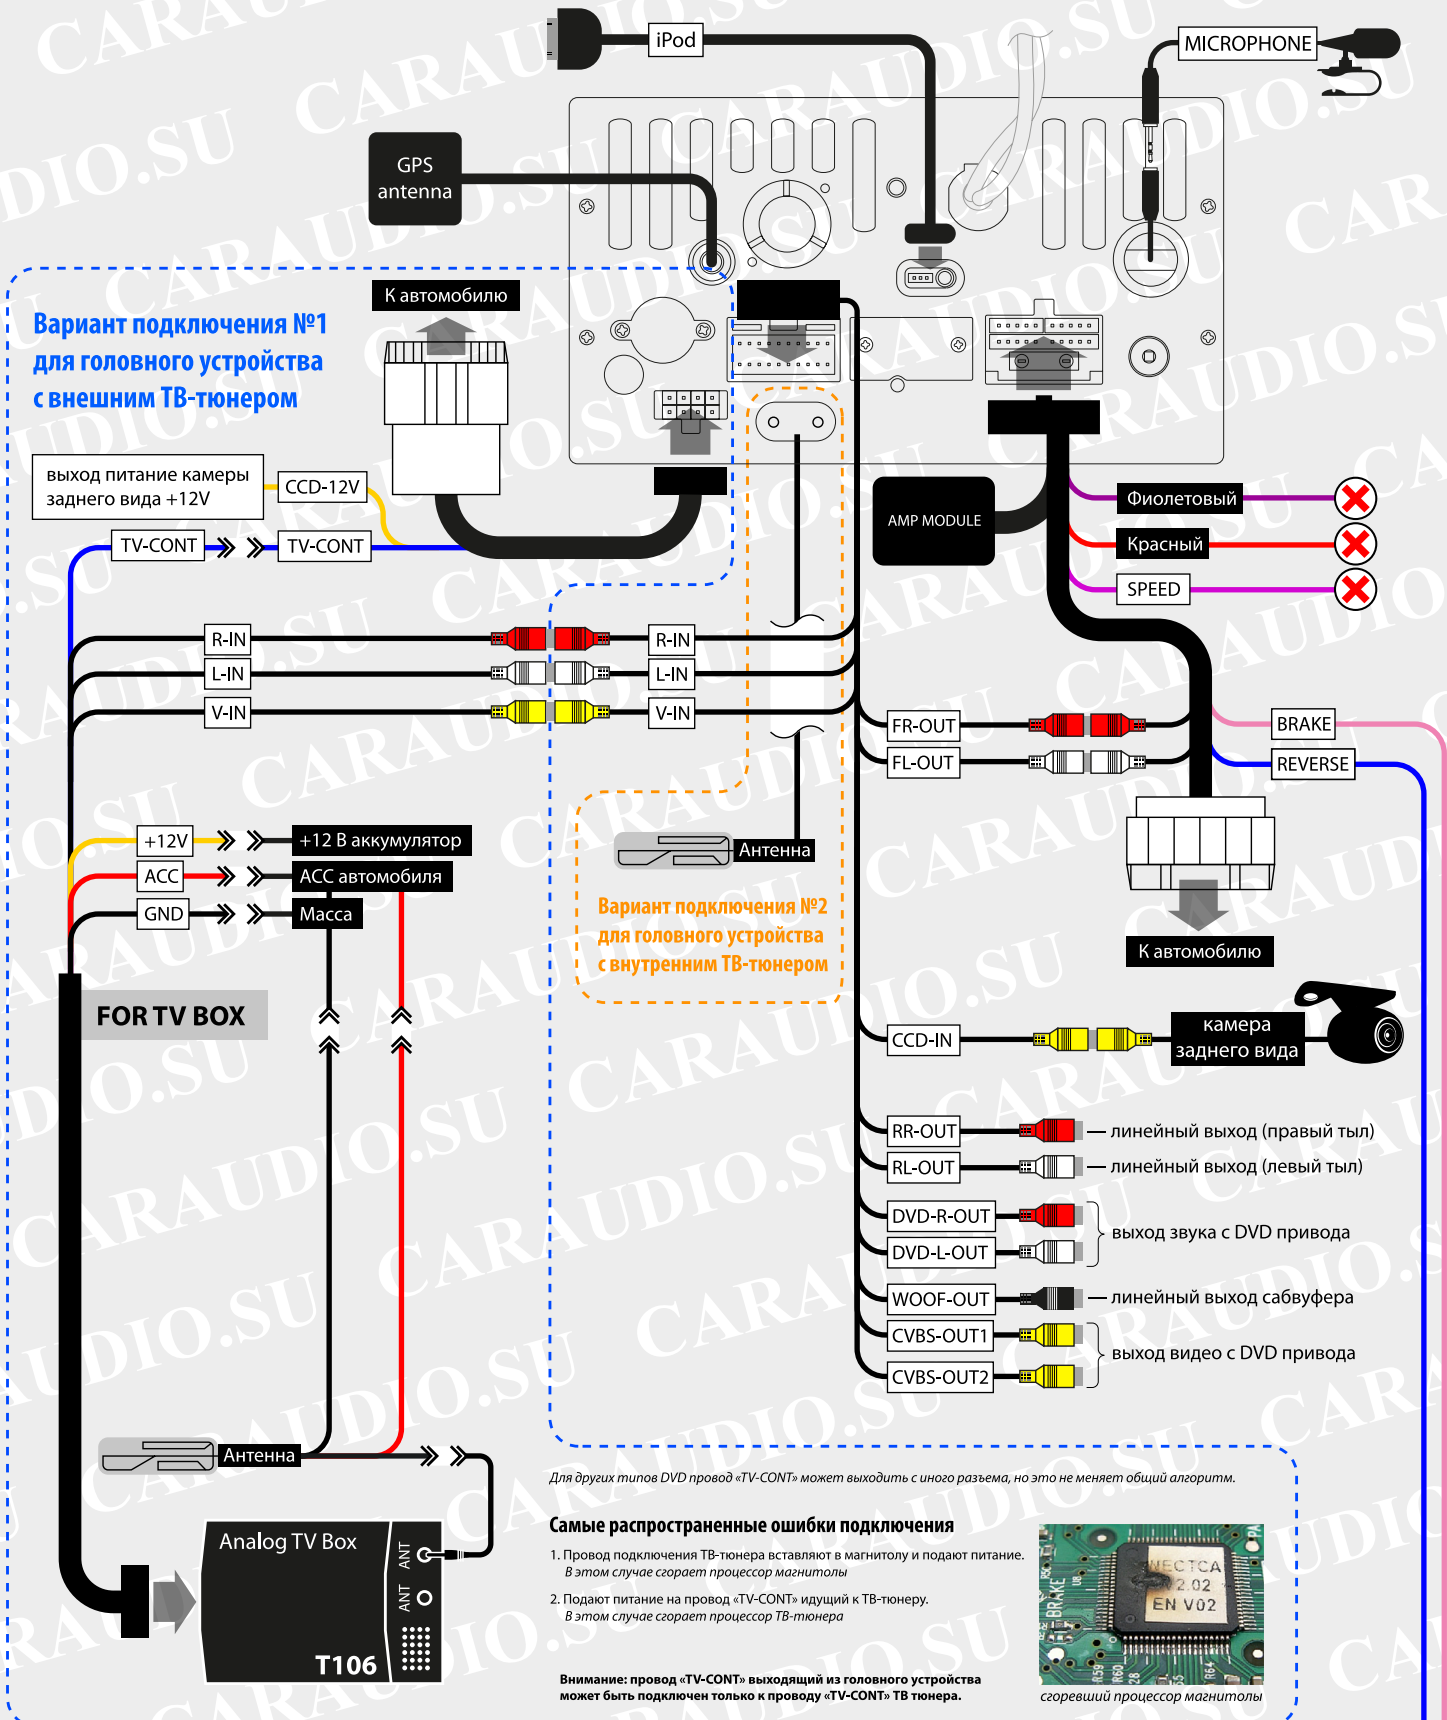 iPod
MICROPHONE
GPS
antenna
К автомобилю
Вариант подключения №1
для головного устройства
с внешним ТВ-тюнером
выход питание камеры
заднего вида +12V
CCD-12V
TV-CONT
TV-CONT
AMP MODULE
Фиолетовый
Красный
SPEED
R-IN
R-IN
L-IN
L-IN
V-IN
V-IN
FR-OUT
FL-OUT
BRAKE
REVERSE
+12V
+12 В аккумулятор
ACC
ACC автомобиля
GND
Масса
Антенна
Вариант подключения №2
для головного устройства
с внутренним ТВ-тюнером
К автомобилю
FOR TV BOX
CCD-IN
камера
заднего вида
RR-OUT
линейный выход (правый тыл)
RL-OUT
линейный выход (левый тыл)
DVD-R-OUT
DVD-L-OUT
выход звука с DVD привода
WOOF-OUT
линейный выход сабвуфера
CVBS-OUT1
CVBS-OUT2
выход видео с DVD привода
Антенна
Analog TV Box
ANT
ANT
T106
Для других типов DVD провод «TV-CONT» может выходить с иного разъема, но это не меняет общий алгоритм.
Самые распространенные ошибки подключения
1. Провод подключения ТВ-тюнера вставляют в магнитолу и подают питание.
В этом случае сгорает процессор магнитолы
2. Подают питание на провод «TV-CONT» идущий к ТВ-тюнеру.
В этом случае сгорает процессор ТВ-тюнера
Внимание: провод «TV-CONT» выходящий из головного устройства
может быть подключен только к проводу «TV-CONT» ТВ тюнера.
BRAKE
2.02
EN V02
сгоревший процессор магнитолы
CARAUDIO.SU